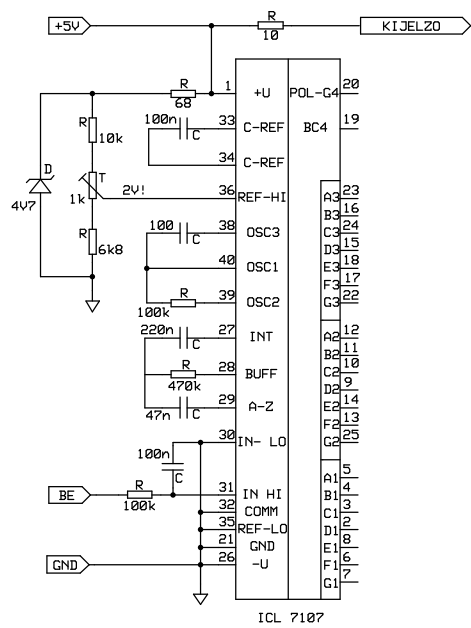 +5V
R
10
KIJELZO
R
68
1
+U
POL-G4
20
100n
C
33
C-REF
BC4
19
R
10k
34
C-REF
D
4V7
T
1k
2V!
36
REF-HI
A3
23
B3
16
100
C
38
OSC3
C3
24
D3
15
R
6k8
40
OSC1
E3
18
F3
17
R
100k
39
OSC2
G3
22
220n
C
27
INT
A2
12
B2
11
R
470k
28
BUFF
C2
10
D2
9
47n
C
29
A-Z
E2
14
F2
13
30
IN- LO
G2
25
100n
C
A1
5
BE
R
100k
31
IN HI
B1
4
32
COMM
C1
3
35
REF-LO
D1
2
21
GND
E1
8
GND
26
-U
F1
6
G1
7
ICL 7107